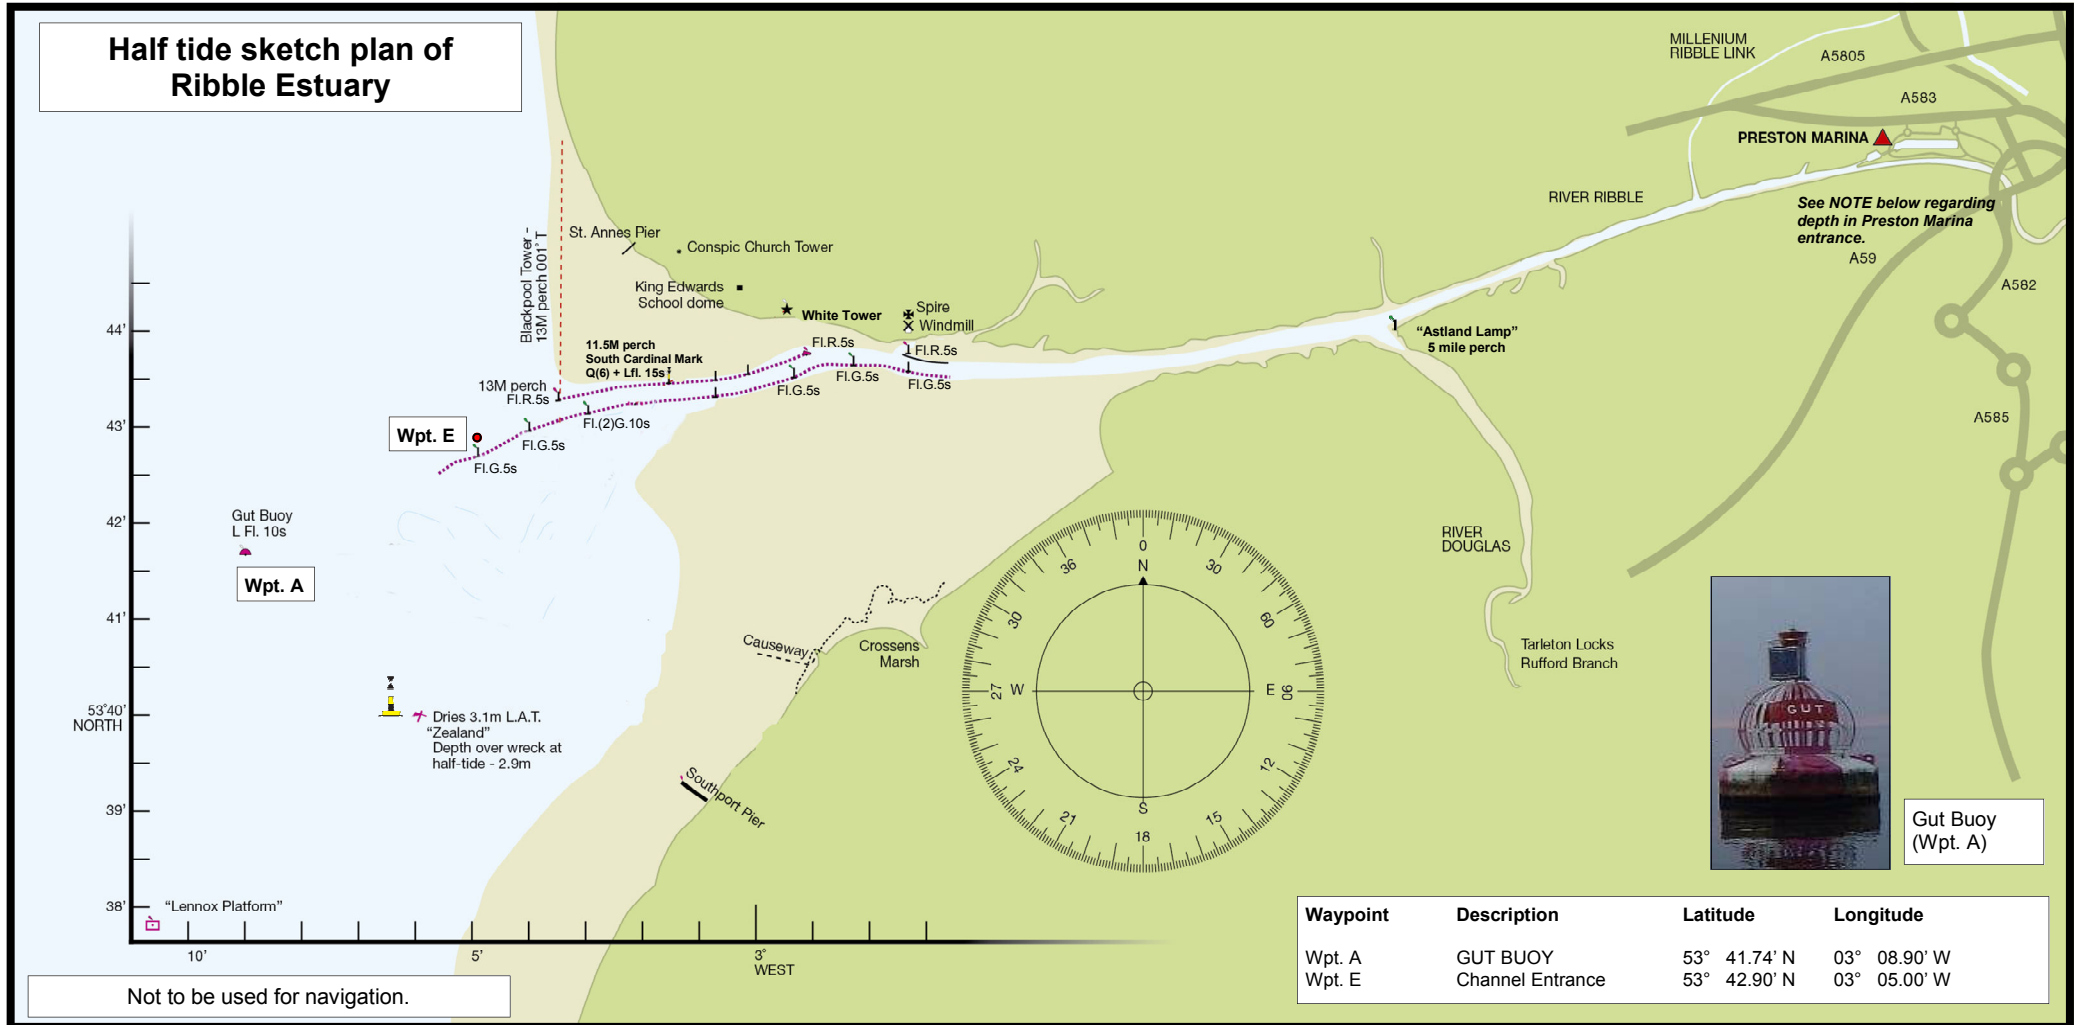 Half tide sketch plan of
Ribble Estuary
MILLENIUM
RIBBLE LINK
A5805
A583
PRESTON MARINA
RIVER RIBBLE
See NOTE below regarding
depth in Preston Marina
entrance.
A59
A582
A585
Blackpool Tower -
13M perch 001° T
St. Annes Pier
Conspic Church Tower
King Edwards
School dome
White Tower
Spire
Windmill
44'
11.5M perch
South Cardinal Mark
Q(6) + Lfl. 15s
Fl.R.5s
Fl.R.5s
"Astland Lamp"
5 mile perch
13M perch
Fl.R.5s
Fl.G.5s
Fl.G.5s
Fl.G.5s
43'
Wpt. E
Fl.(2)G.10s
Fl.G.5s
Fl.G.5s
42'
Gut Buoy
L Fl. 10s
Wpt. A
RIVER
DOUGLAS
41'
Causeway
Crossens
Marsh
Tarleton Locks
Rufford Branch
53°40'
NORTH
Dries 3.1m L.A.T.
"Zealand"
Depth over wreck at
half-tide - 2.9m
Southport Pier
0
N
30
60
E
06
12
15
S
18
21
24
27
W
30
36
GUT
39'
Gut Buoy
(Wpt. A)
38'
"Lennox Platform"
10'
5'
3°
WEST
Waypoint Description Latitude Longitude
Wpt. A GUT BUOY 53° 41.74' N 03° 08.90' W
Wpt. E Channel Entrance 53° 42.90' N 03° 05.00' W
Not to be used for navigation.